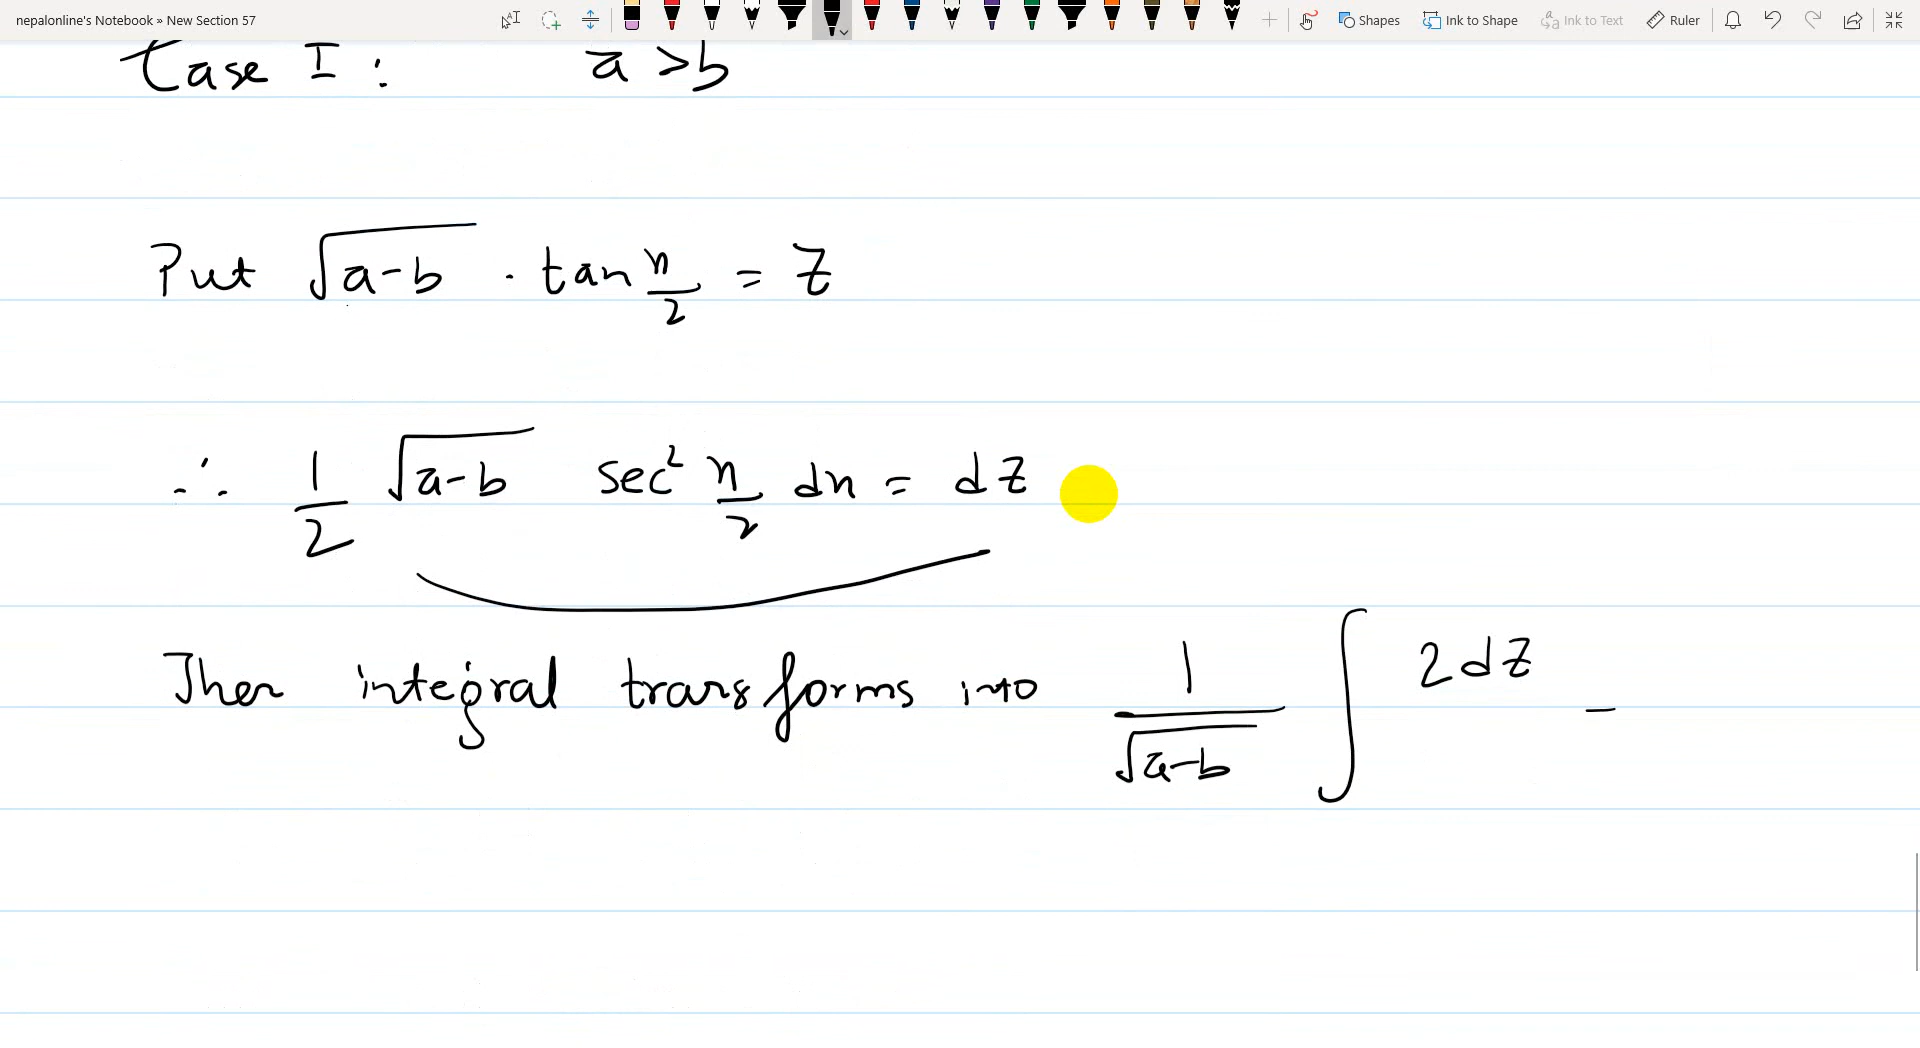 nepalonline's Notebook » New Section 57 Shapes Ink to Shape Ink to Text Ruler
Case I : a > b
Put √(a-b) · tan x/2 = Z
∴ 1/2 √(a-b) sec² x/2 dx = dZ
Then integral transforms into 1/√(a-b) ∫ 2dZ -